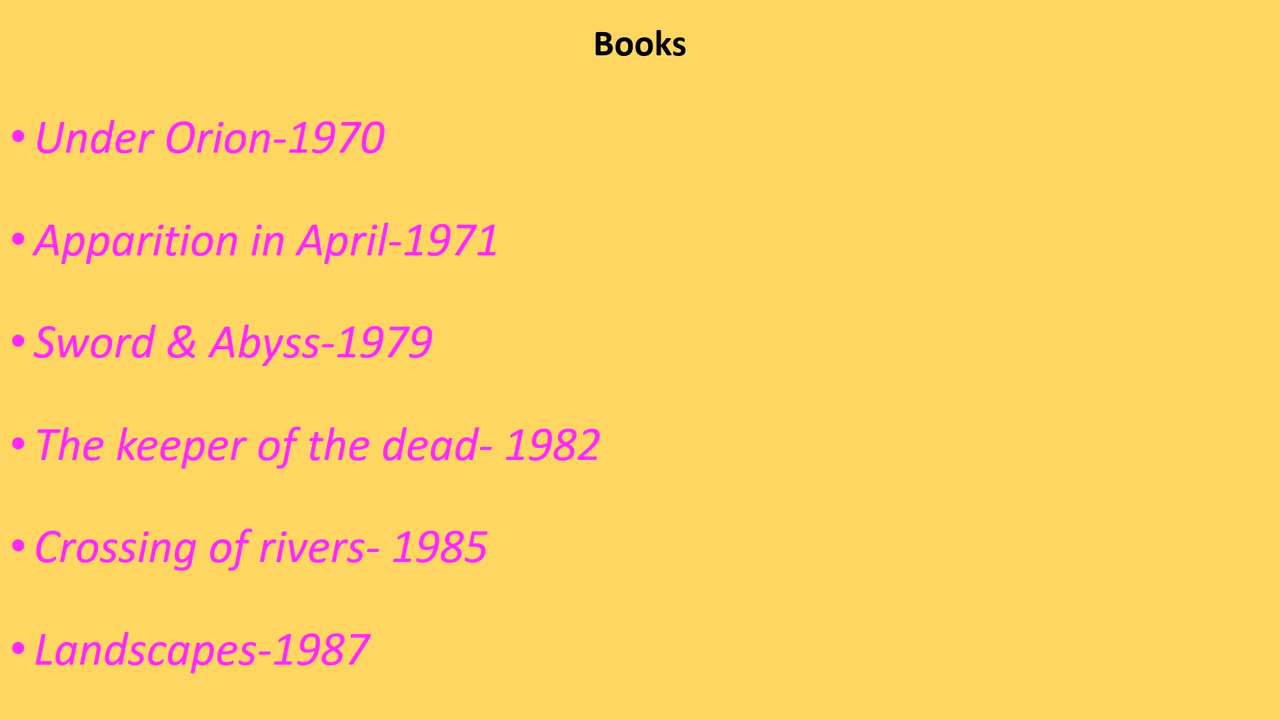 Books
• Under Orion-1970
• Apparition in April-1971
• Sword & Abyss-1979
• The keeper of the dead- 1982
• Crossing of rivers- 1985
• Landscapes-1987